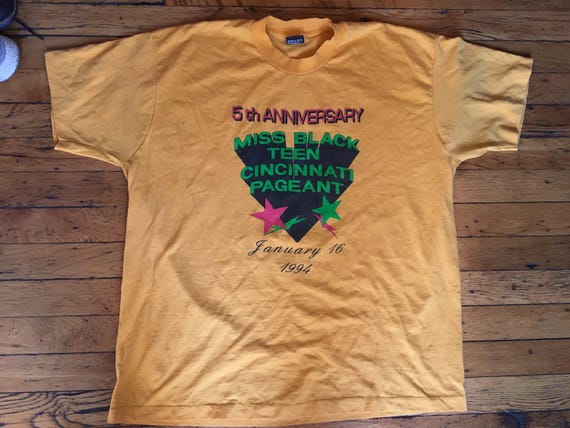 5th ANNIVERSARY
MISS BLACK
TEEN
CINCINNATI
PAGEANT
January 16
1994